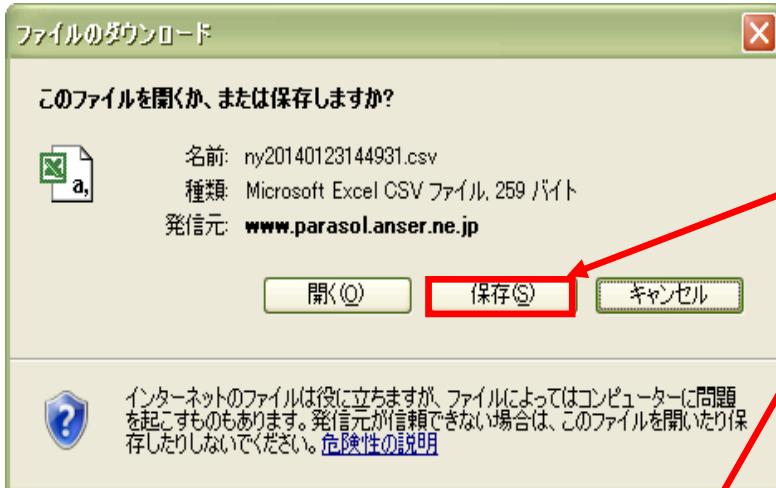 ファイルのダウンロード
このファイルを開くか、または保存しますか?
名前: ny20140123144931.csv
種類: Microsoft Excel CSV ファイル, 259 バイト
発信元: www.parasol.anser.ne.jp
開く(O) 保存(S) キャンセル
インターネットのファイルは役に立ちますが、ファイルによってはコンピューターに問題
を起こすものもあります。発信元が信頼できない場合は、このファイルを開いたり保
存したりしないでください。危険性の説明